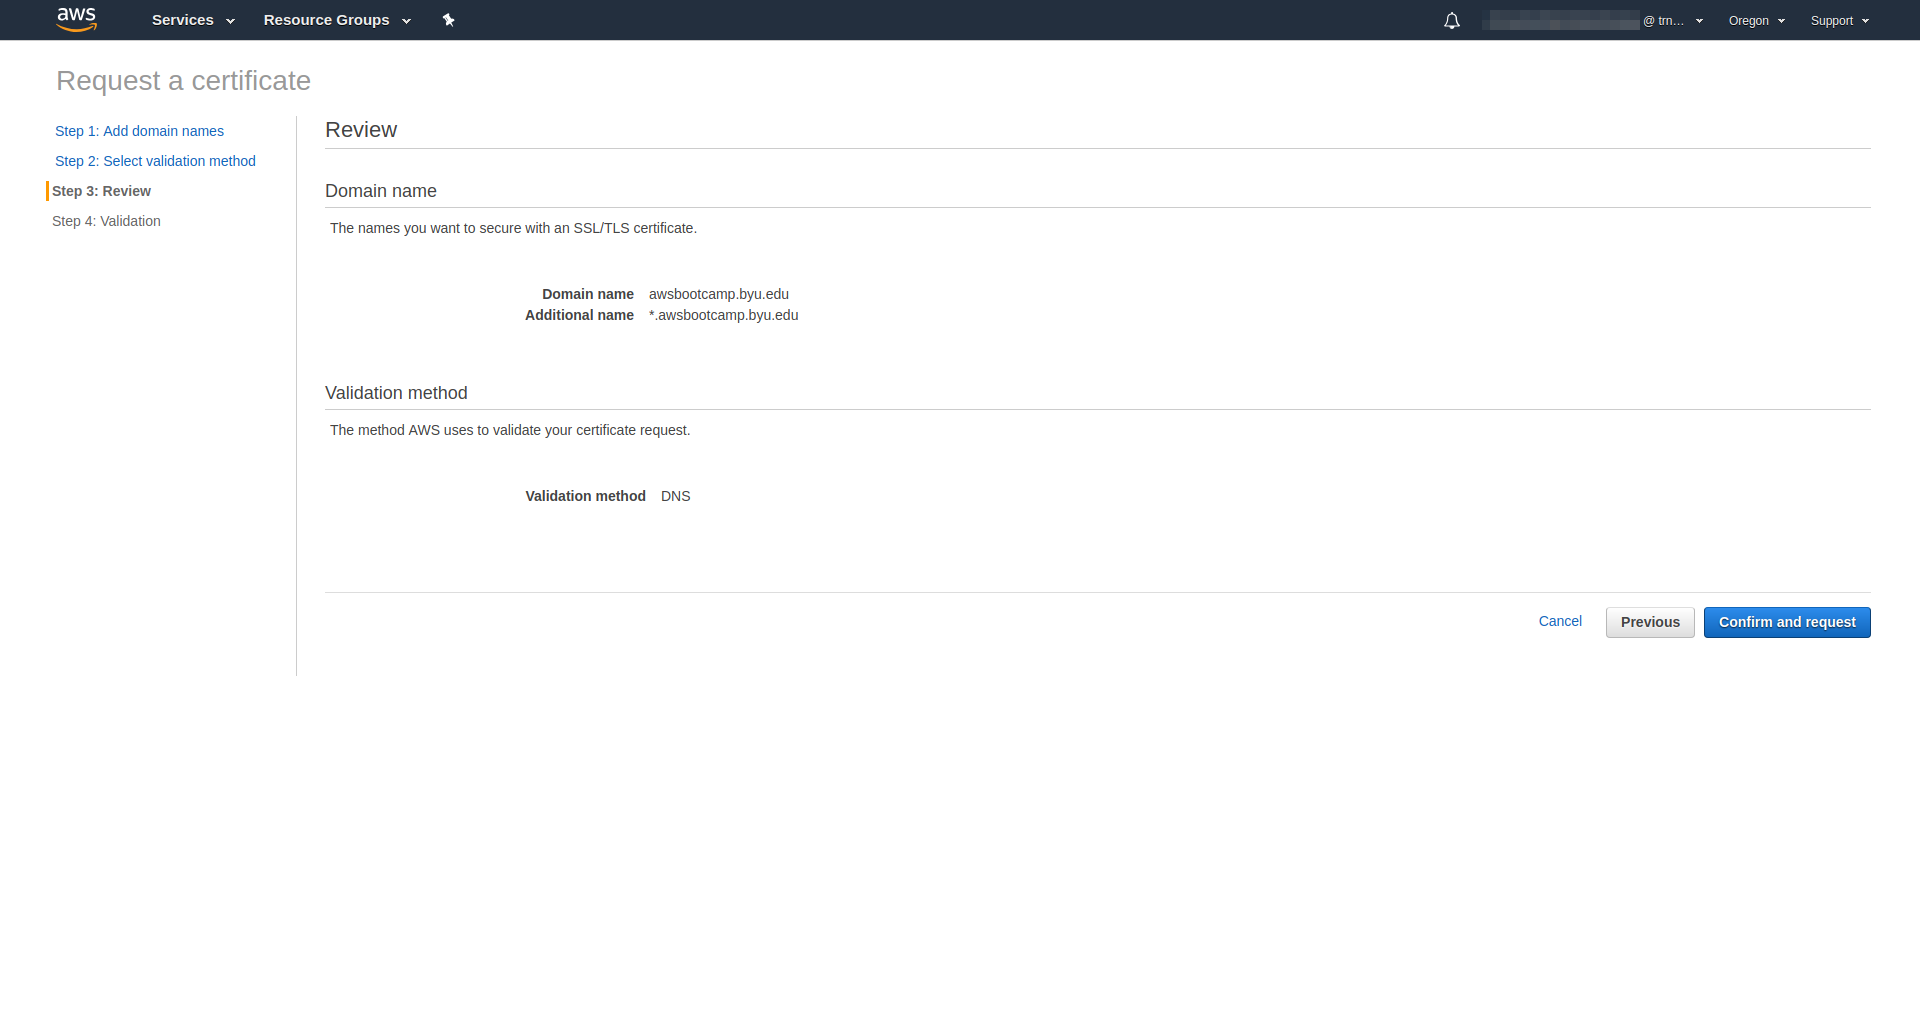 aws Services Resource Groups @ trn... Oregon Support
Request a certificate
Step 1: Add domain names
Step 2: Select validation method
Step 3: Review
Step 4: Validation
Review
Domain name
The names you want to secure with an SSL/TLS certificate.
Domain name awsbootcamp.byu.edu
Additional name *.awsbootcamp.byu.edu
Validation method
The method AWS uses to validate your certificate request.
Validation method DNS
Cancel Previous Confirm and request